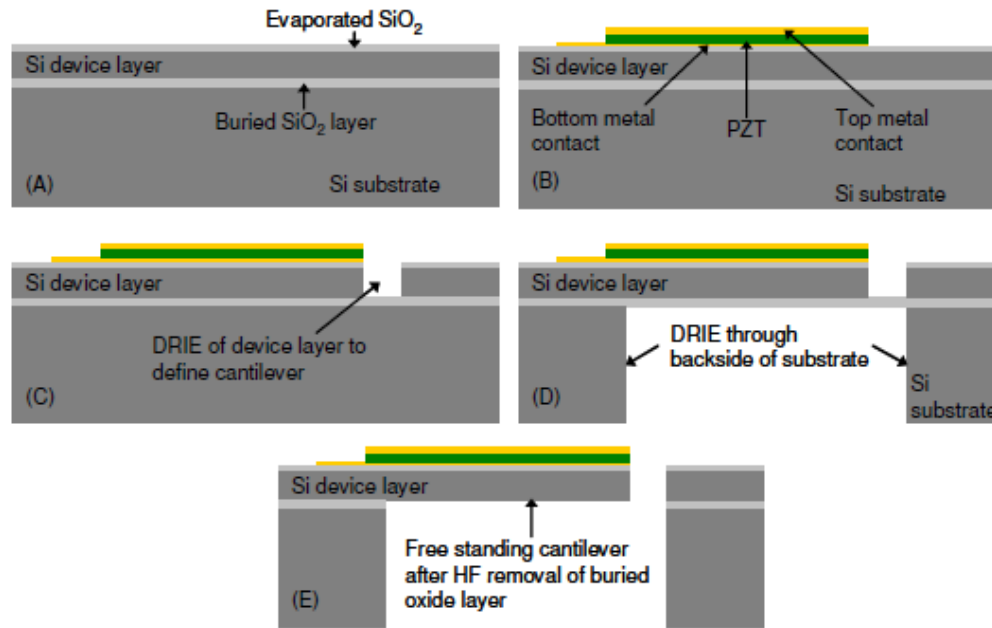 Evaporated SiO₂
Si device layer
Buried SiO₂ layer
(A)
Si substrate
Si device layer
Bottom metal
contact
PZT
Top metal
contact
(B)
Si substrate
Si device layer
DRIE of device layer to
define cantilever
(C)
Si device layer
DRIE through
backside of substrate
(D)
Si
substrate
Si device layer
Free standing cantilever
after HF removal of buried
oxide layer
(E)